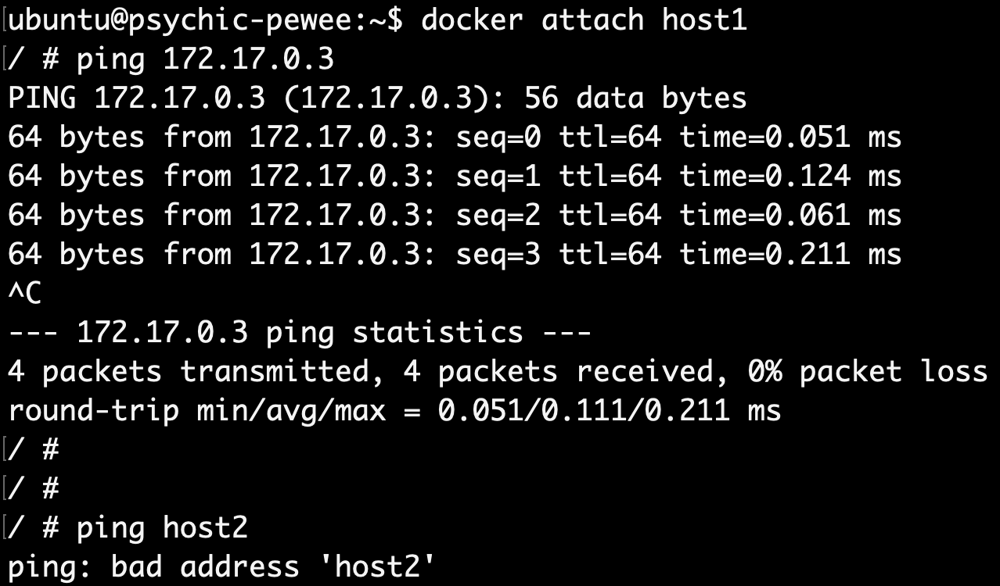 ubuntu@psychic-pewee:~$ docker attach host1
/ # ping 172.17.0.3
PING 172.17.0.3 (172.17.0.3): 56 data bytes
64 bytes from 172.17.0.3: seq=0 ttl=64 time=0.051 ms
64 bytes from 172.17.0.3: seq=1 ttl=64 time=0.124 ms
64 bytes from 172.17.0.3: seq=2 ttl=64 time=0.061 ms
64 bytes from 172.17.0.3: seq=3 ttl=64 time=0.211 ms
^C
--- 172.17.0.3 ping statistics ---
4 packets transmitted, 4 packets received, 0% packet loss
round-trip min/avg/max = 0.051/0.111/0.211 ms
/ #
/ #
/ # ping host2
ping: bad address 'host2'